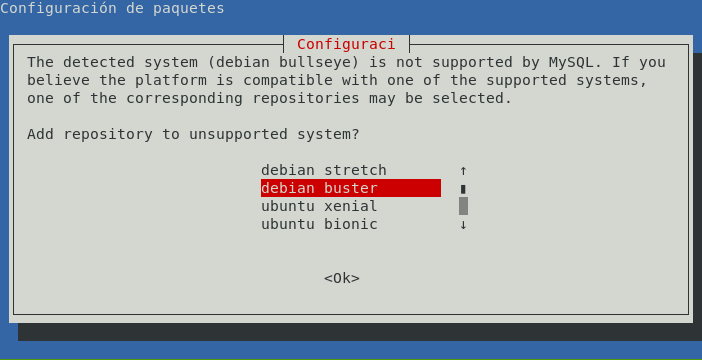 Configuración de paquetes
Configuraci
The detected system (debian bullseye) is not supported by MySQL. If you
believe the platform is compatible with one of the supported systems,
one of the corresponding repositories may be selected.
Add repository to unsupported system?
debian stretch ↑
debian buster
ubuntu xenial
ubuntu bionic ↓
<Ok>